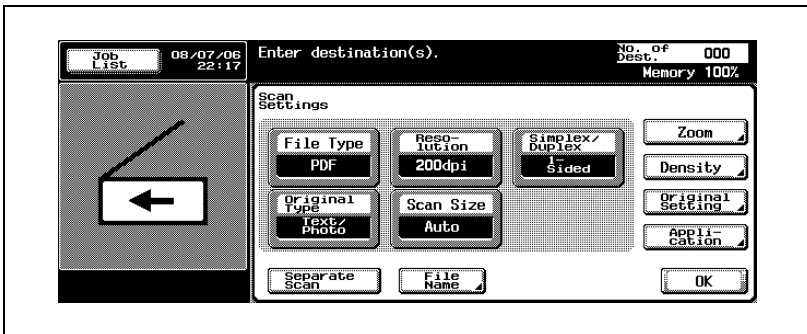 Job
List
08/07/06
22:17
Enter destination(s).
No. of
Dest.
000
Memory 100%
Scan
Settings
File Type
PDF
Reso-
lution
200dpi
Simplex/
Duplex
1-
Sided
Zoom
Density
Original
Type
Text/
Photo
Scan Size
Auto
Original
Setting
Appli-
cation
Separate
Scan
File
Name
OK